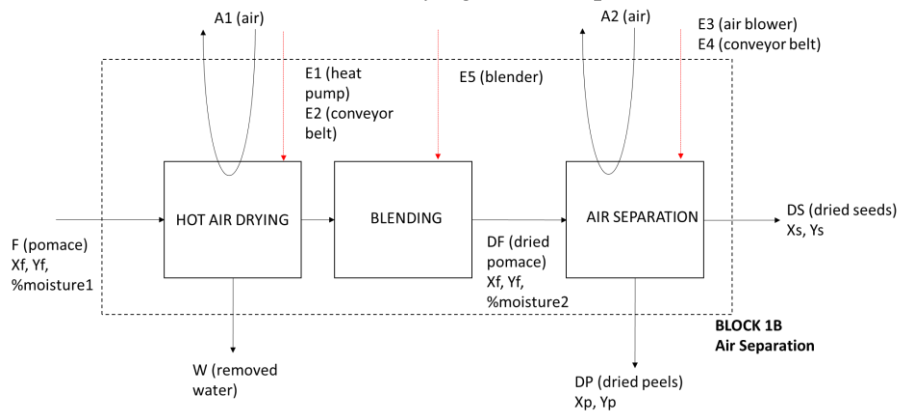 A1 (air)
A2 (air)
E3 (air blower)
E4 (conveyor belt)
E1 (heat
pump)
E2 (conveyor
belt)
E5 (blender)
HOT AIR DRYING
BLENDING
AIR SEPARATION
F (pomace)
Xf, Yf,
%moisture1
DF (dried
pomace)
Xf, Yf,
%moisture2
DS (dried seeds)
Xs, Ys
BLOCK 1B
Air Separation
W (removed
water)
DP (dried peels)
Xp, Yp